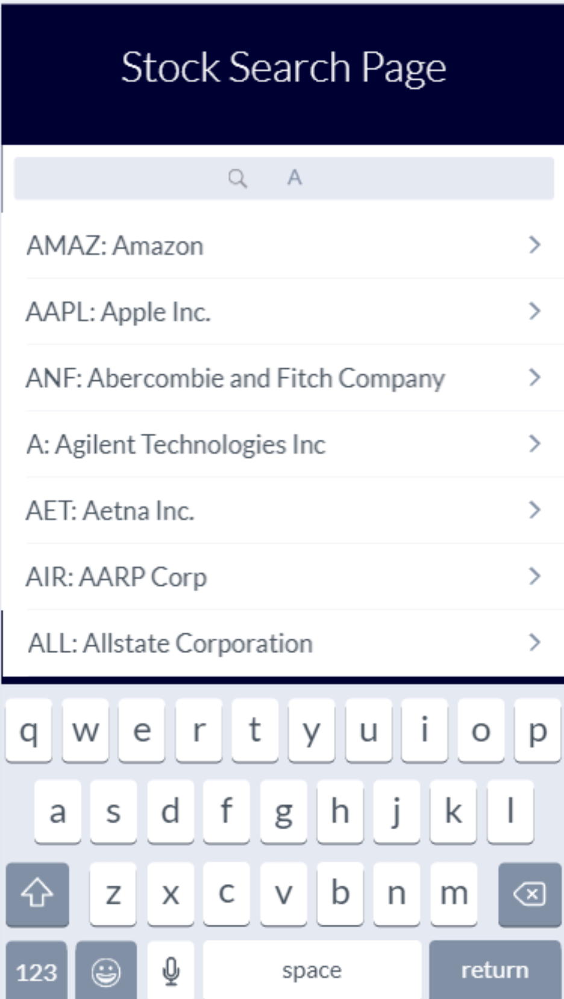 Stock Search Page
A
AMAZ: Amazon
AAPL: Apple Inc.
ANF: Abercombie and Fitch Company
A: Agilent Technologies Inc
AET: Aetna Inc.
AIR: AARP Corp
ALL: Allstate Corporation
q w e r t y u i o p
a s d f g h j k l
z x c v b n m
123 space return